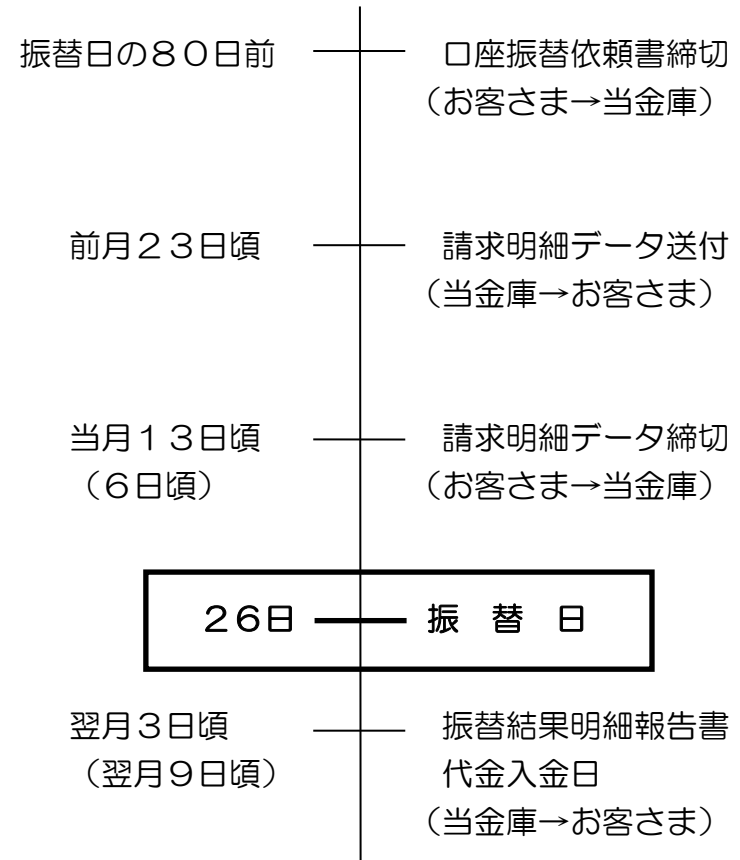 振替日の８０日前
口座振替依頼書締切
（お客さま→当金庫）
前月２３日頃
請求明細データ送付
（当金庫→お客さま）
当月１３日頃
（６日頃）
請求明細データ締切
（お客さま→当金庫）
２６日
振 替 日
翌月３日頃
（翌月９日頃）
振替結果明細報告書
代金入金日
（当金庫→お客さま）